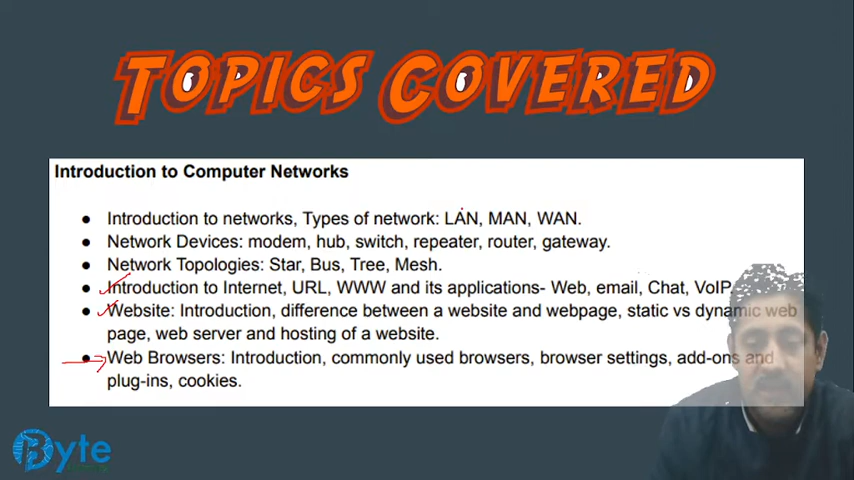 TOPICS COVERED
Introduction to Computer Networks
● Introduction to networks, Types of network: LAN, MAN, WAN.
● Network Devices: modem, hub, switch, repeater, router, gateway.
● Network Topologies: Star, Bus, Tree, Mesh.
● Introduction to Internet, URL, WWW and its applications- Web, email, Chat, VoIP.
● Website: Introduction, difference between a website and webpage, static vs dynamic web
page, web server and hosting of a website.
● Web Browsers: Introduction, commonly used browsers, browser settings, add-ons and
plug-ins, cookies.
Byte